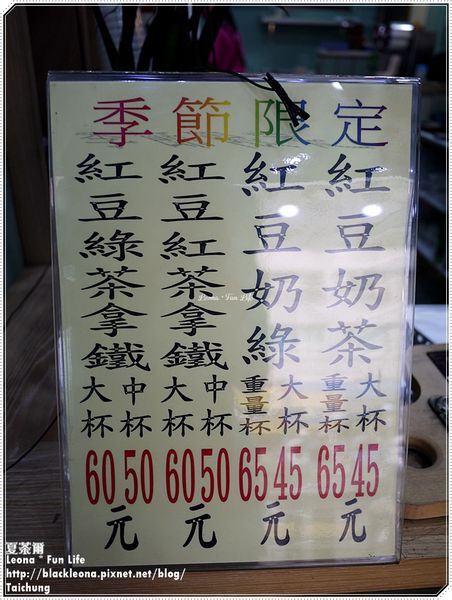 季節限定
紅豆奶茶 大杯 重量杯 45 65 元
紅豆奶綠 大杯 重量杯 45 65 元
紅豆紅茶拿鐵 中杯 大杯 50 60 元
紅豆綠茶拿鐵 中杯 大杯 50 60 元
Leona * Fun Life
夏茶爾
Leona * Fun Life
http://blackleona.pixnet.net/blog/
Taichung